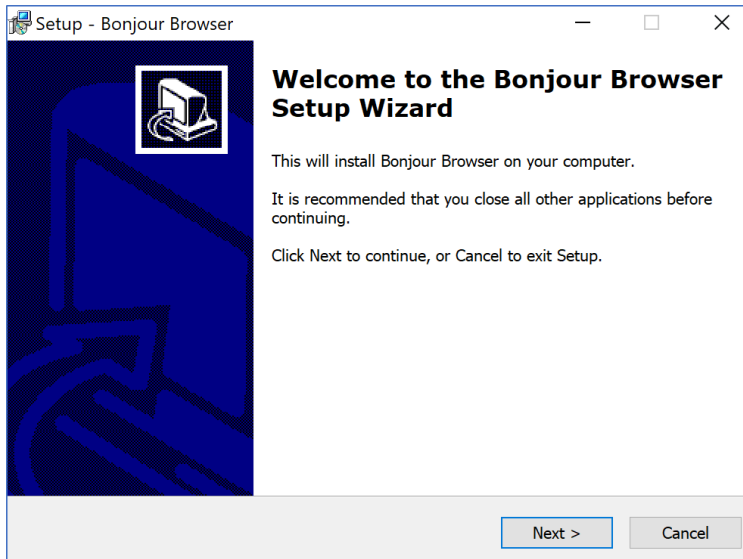 Setup - Bonjour Browser
Welcome to the Bonjour Browser
Setup Wizard
This will install Bonjour Browser on your computer.
It is recommended that you close all other applications before
continuing.
Click Next to continue, or Cancel to exit Setup.
Next >
Cancel